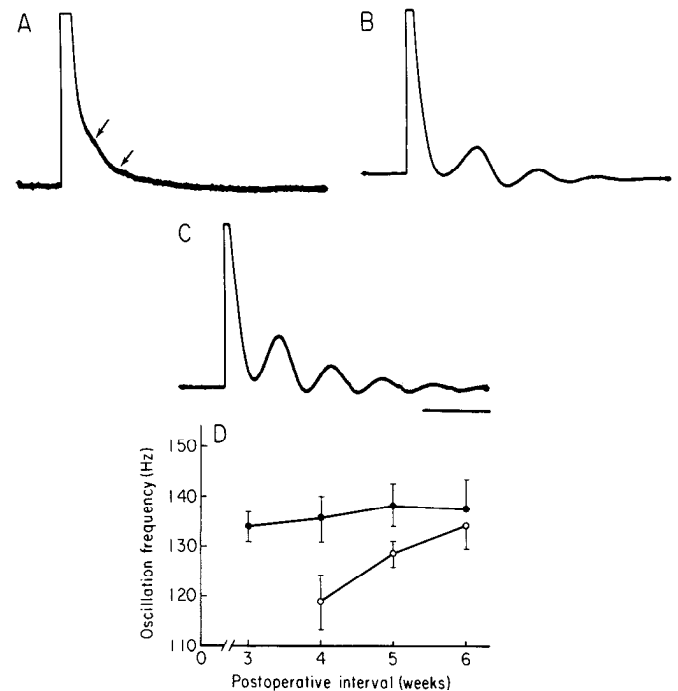 A
B
C
D
Oscillation frequency (Hz)
150
140
130
120
110
0
3
4
5
6
Postoperative interval (weeks)